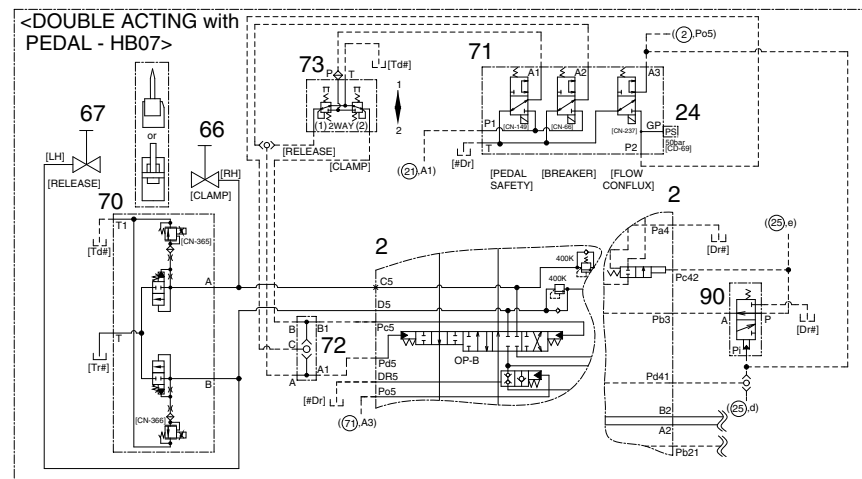 <DOUBLE ACTING with
PEDAL - HB07>
67
[LH]
[RELEASE]
or
66
[RH]
[CLAMP]
73
P
T
[Td#]
(1) 2WAY (2)
[RELEASE]
[CLAMP]
1
2
71
A1
A2
A3
((2),Po5)
P1
T
[CN-149]
[CN-66]
[CN-237]
GP
PS
24
50bar
[CD-69]
P2
[#Dr]
((21),A1)
[PEDAL
SAFETY]
[BREAKER]
[FLOW
CONFLUX]
70
T1
[Td#]
[CN-365]
A
T
[Tr#]
B
[CN-366]
2
400K
400K
C5
D5
Pc5
OP-B
Pd5
DR5
Po5
B
B1
C
72
A
A1
[#Dr]
((71),A3)
2
Pa4
[Dr#]
((25),e)
Pc42
90
Pb3
A
P
[Dr#]
Pi
Pd41
((25),d)
B2
A2
Pb21